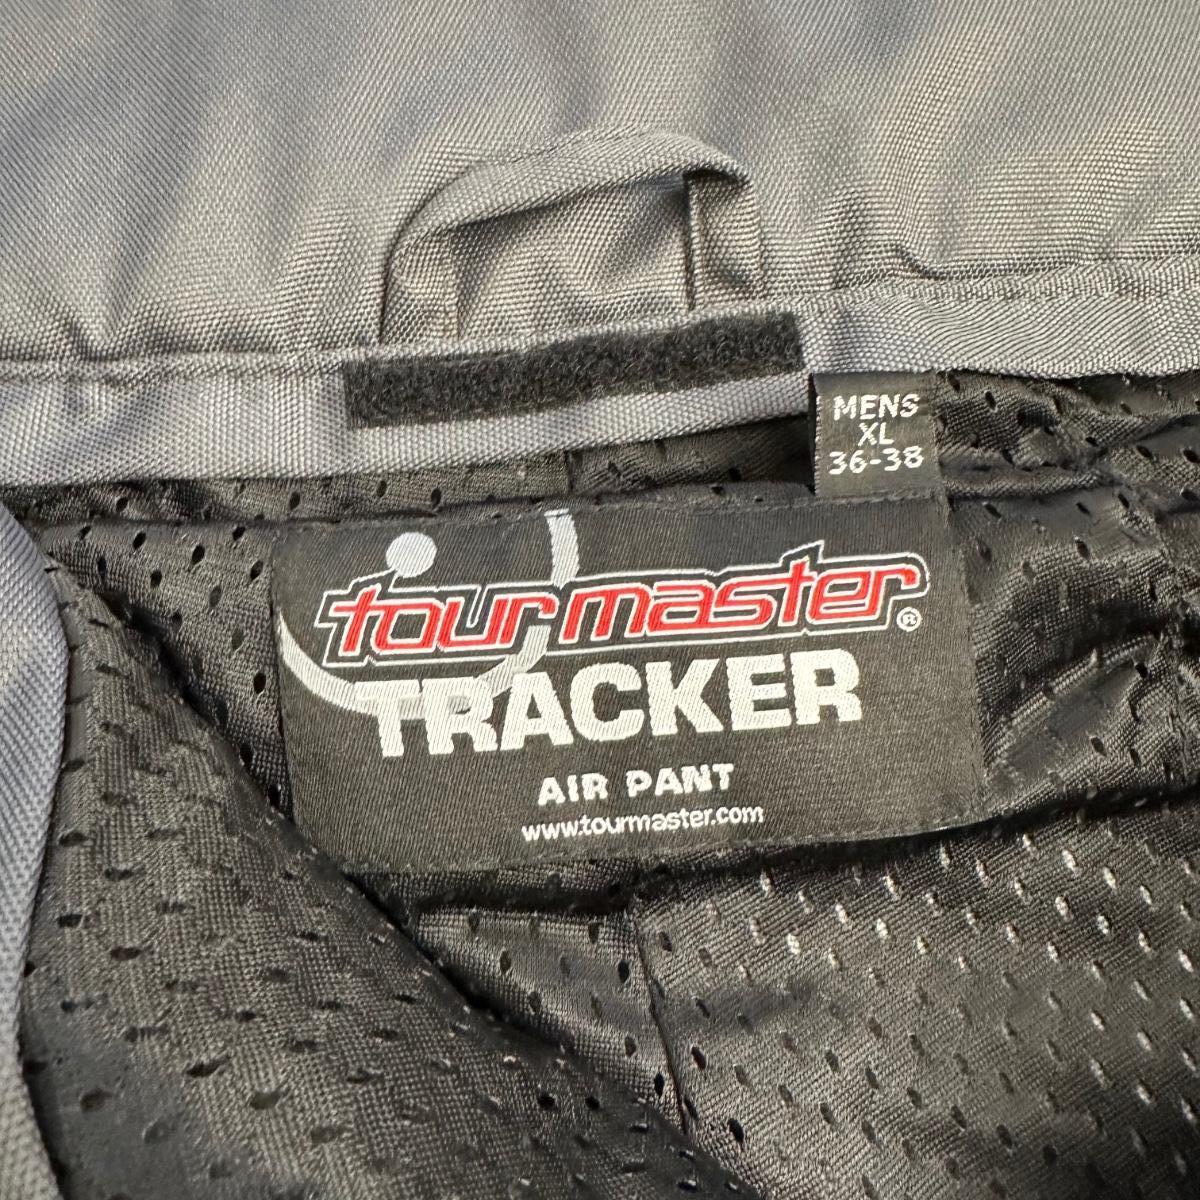 MENS
XL
36-38
tourmaster®
TRACKER
AIR PANT
www.tourmaster.com